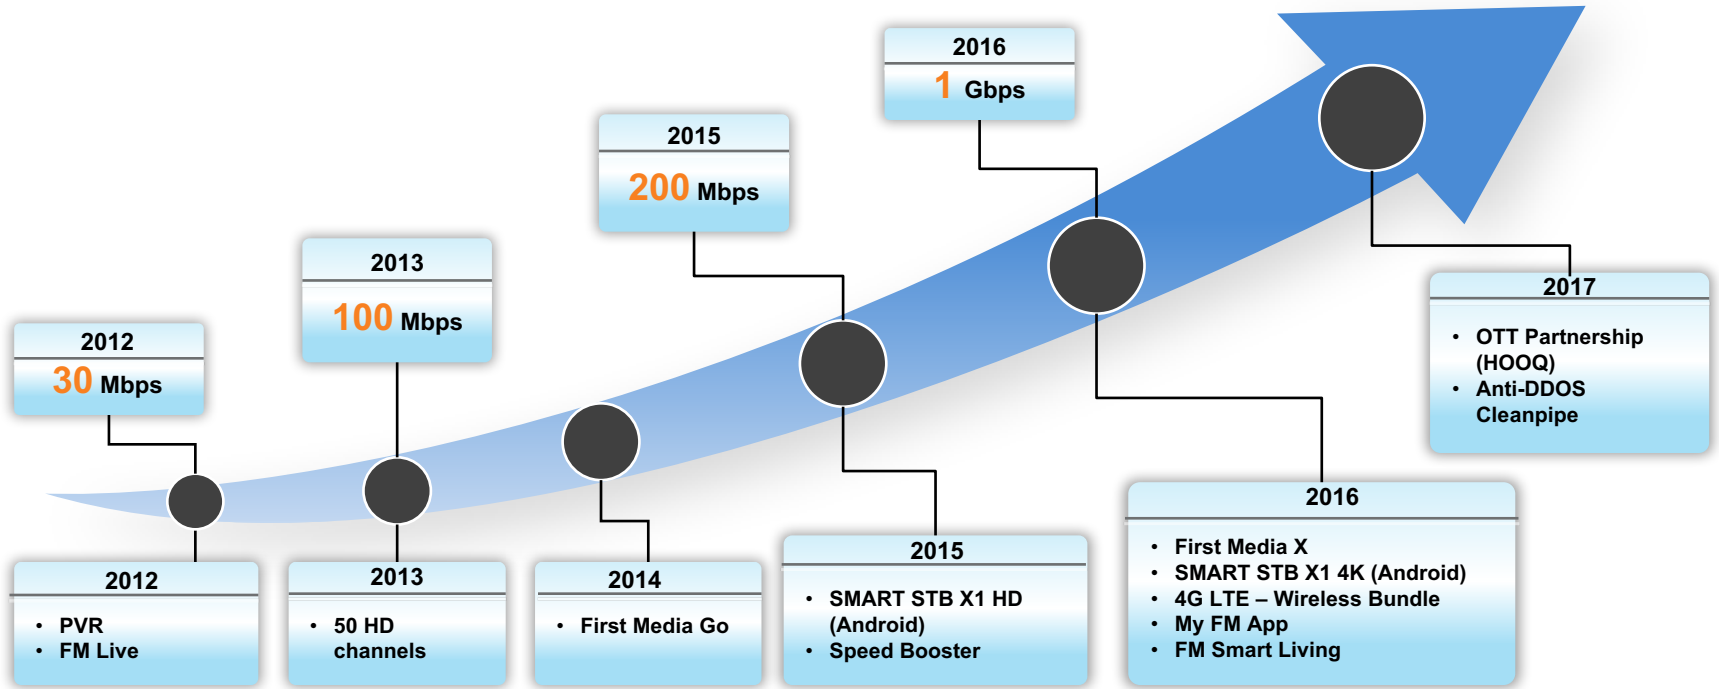 2016
1 Gbps
2015
200 Mbps
2013
100 Mbps
2012
30 Mbps
2017
• OTT Partnership
(HOOQ)
• Anti-DDOS
Cleanpipe
2012
• PVR
• FM Live
2013
• 50 HD
channels
2014
• First Media Go
2015
• SMART STB X1 HD
(Android)
• Speed Booster
2016
• First Media X
• SMART STB X1 4K (Android)
• 4G LTE – Wireless Bundle
• My FM App
• FM Smart Living